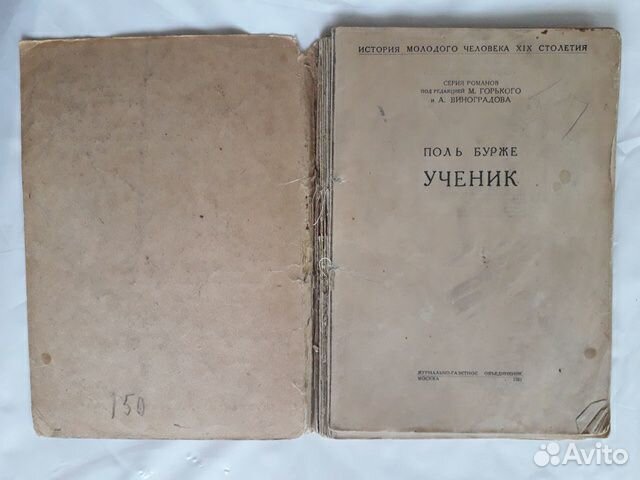 150
ИСТОРИЯ МОЛОДОГО ЧЕЛОВЕКА XIX СТОЛЕТИЯ
СЕРИЯ РОМАНОВ
ПОД РЕДАКЦИЕЙ М. ГОРЬКОГО
и А. ВИНОГРАДОВА
ПОЛЬ БУРЖЕ
УЧЕНИК
ЖУРНАЛЬНО-ГАЗЕТНОЕ ОБЪЕДИНЕНИЕ
МОСКВА
Avito